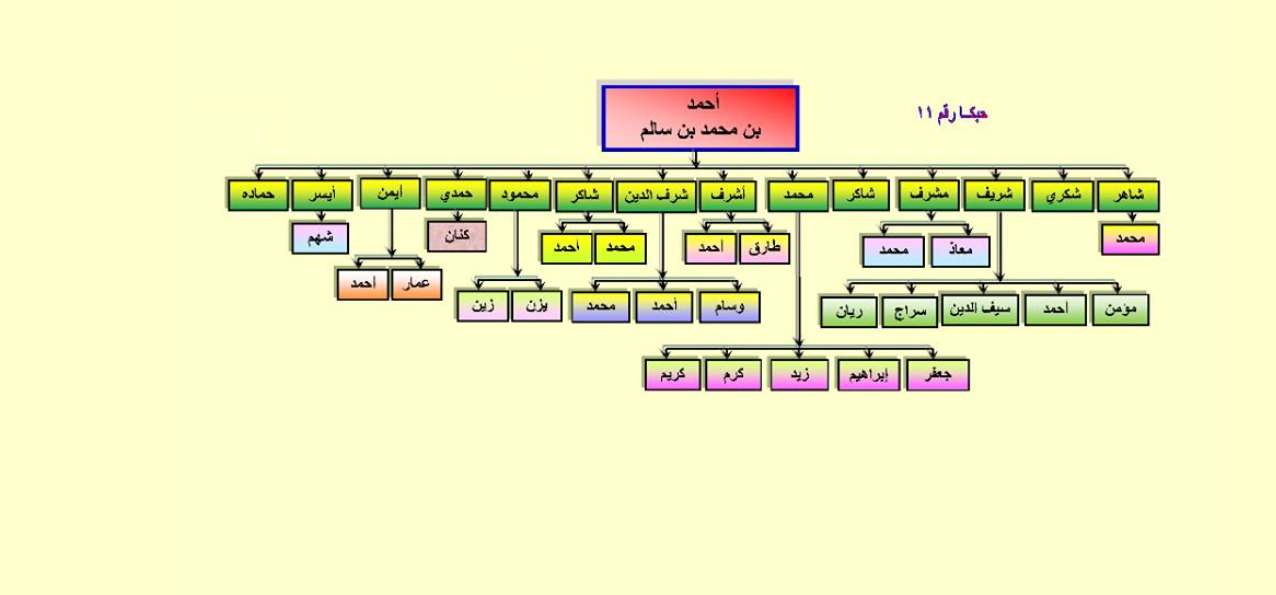 أحمد
بن محمد بن سالم
حبكا رقم ١١
شاهر شكري شريف مشرف شاكر محمد أشرف شرف الدين شاكر محمود حمدي أيمن أيسر حماده
محمد معاذ محمد طارق أحمد محمد أحمد كنان شهم
مؤمن أحمد سيف الدين سراج ريان وسام أحمد محمد يزن زين عمار أحمد
جعفر إبراهيم زيد كرم كريم